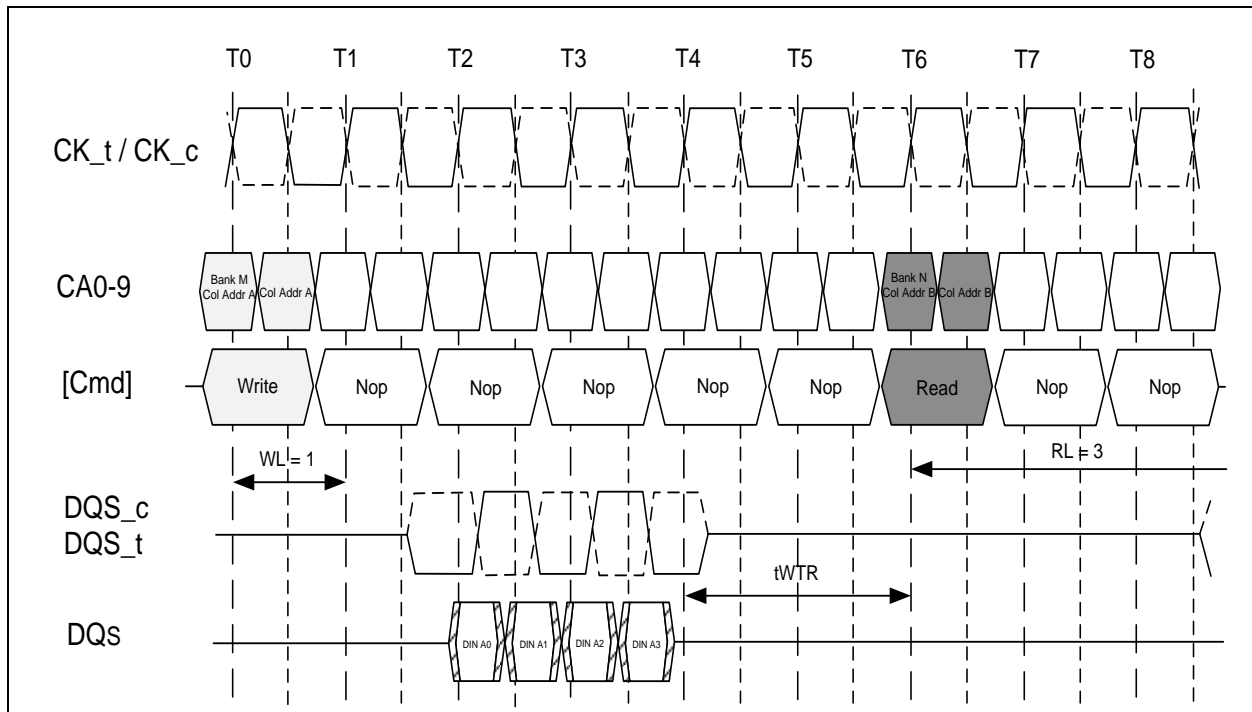 T0 T1 T2 T3 T4 T5 T6 T7 T8
CK_t / CK_c
CA0-9
Bank M
Col Addr A
Col Addr A
Bank N
Col Addr B
Col Addr B
[Cmd]
Write Nop Nop Nop Nop Nop Read Nop Nop
WL = 1
RL = 3
DQS_c
DQS_t
tWTR
DQs
DIN A0 DIN A1 DIN A2 DIN A3